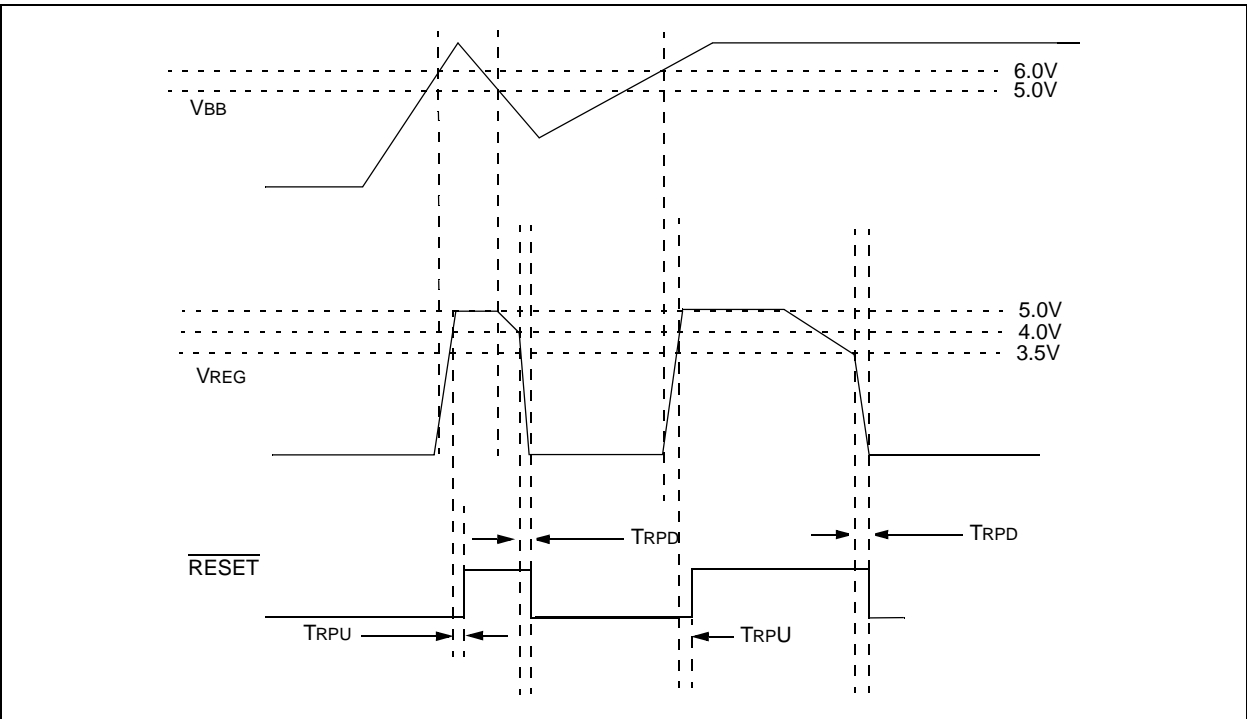 6.0V
5.0V
VBB
5.0V
4.0V
3.5V
VREG
TRPD
TRPD
RESET
TRPU
TRPU